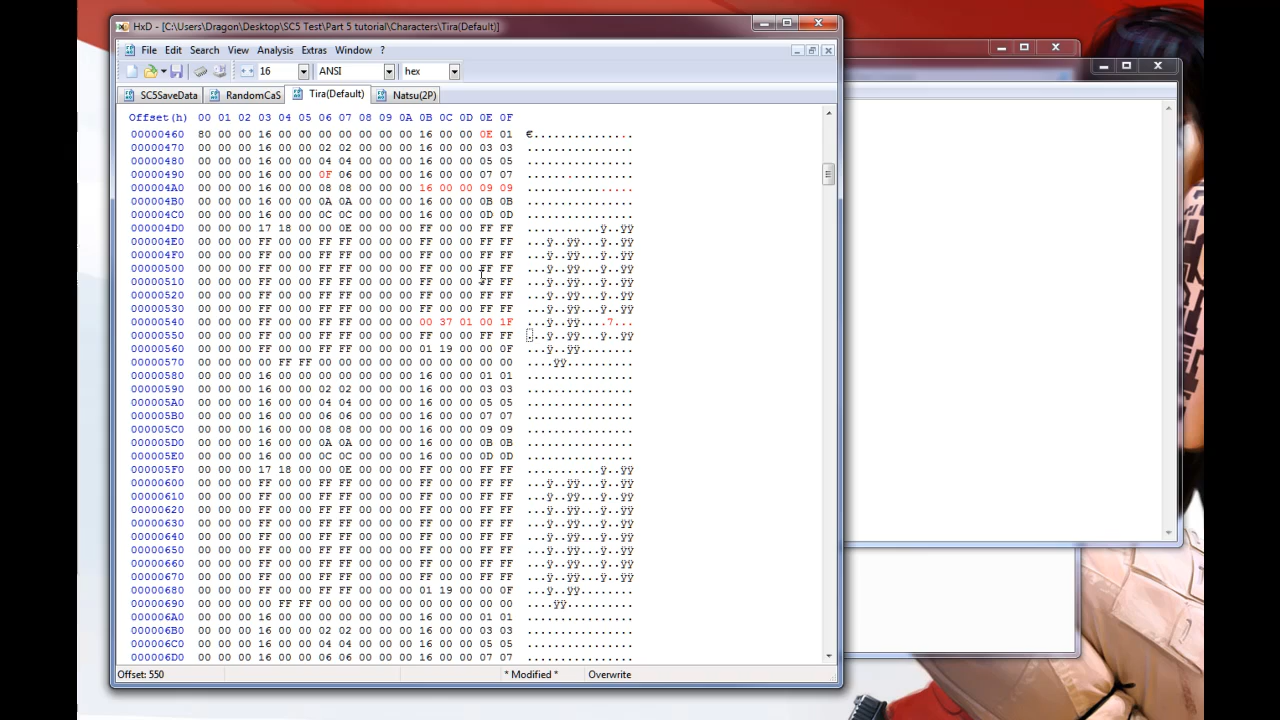 HxD - [C:\Users\Dragon\Desktop\SC5 Test\Part 5 tutorial\Characters\Tira(Default)]
File Edit Search View Analysis Extras Window ?
16 ANSI hex
SC5SaveData RandomCaS Tira(Default) Natsu(2P)
Offset(h) 00 01 02 03 04 05 06 07 08 09 0A 0B 0C 0D 0E 0F
00000460 80 00 00 16 00 00 00 00 00 00 00 16 00 00 0E 01 €...............
00000470 00 00 00 16 00 00 02 02 00 00 00 16 00 00 03 03 ................
00000480 00 00 00 16 00 00 04 04 00 00 00 16 00 00 05 05 ................
00000490 00 00 00 16 00 00 0F 06 00 00 00 16 00 00 07 07 ................
000004A0 00 00 00 16 00 00 08 08 00 00 00 16 00 00 09 09 ................
000004B0 00 00 00 16 00 00 0A 0A 00 00 00 16 00 00 0B 0B ................
000004C0 00 00 00 16 00 00 0C 0C 00 00 00 16 00 00 0D 0D ................
000004D0 00 00 00 17 18 00 00 0E 00 00 00 FF 00 00 FF FF ...........ÿ..ÿÿ
000004E0 00 00 00 FF 00 00 FF FF 00 00 00 FF 00 00 FF FF ...ÿ..ÿÿ...ÿ..ÿÿ
000004F0 00 00 00 FF 00 00 FF FF 00 00 00 FF 00 00 FF FF ...ÿ..ÿÿ...ÿ..ÿÿ
00000500 00 00 00 FF 00 00 FF FF 00 00 00 FF 00 00 FF FF ...ÿ..ÿÿ...ÿ..ÿÿ
00000510 00 00 00 FF 00 00 FF FF 00 00 00 FF 00 00 FF FF ...ÿ..ÿÿ...ÿ..ÿÿ
00000520 00 00 00 FF 00 00 FF FF 00 00 00 FF 00 00 FF FF ...ÿ..ÿÿ...ÿ..ÿÿ
00000530 00 00 00 FF 00 00 FF FF 00 00 00 FF 00 00 FF FF ...ÿ..ÿÿ...ÿ..ÿÿ
00000540 00 00 00 FF 00 00 FF FF 00 00 00 00 37 01 00 1F ...ÿ..ÿÿ....7...
00000550 00 00 00 FF 00 00 FF FF 00 00 00 FF 00 00 FF FF ...ÿ..ÿÿ...ÿ..ÿÿ
00000560 00 00 00 FF 00 00 FF FF 00 00 00 01 19 00 00 0F ...ÿ..ÿÿ........
00000570 00 00 00 00 FF FF 00 00 00 00 00 00 00 00 00 00 ....ÿÿ..........
00000580 00 00 00 16 00 00 00 00 00 00 00 16 00 00 01 01 ................
00000590 00 00 00 16 00 00 02 02 00 00 00 16 00 00 03 03 ................
000005A0 00 00 00 16 00 00 04 04 00 00 00 16 00 00 05 05 ................
000005B0 00 00 00 16 00 00 06 06 00 00 00 16 00 00 07 07 ................
000005C0 00 00 00 16 00 00 08 08 00 00 00 16 00 00 09 09 ................
000005D0 00 00 00 16 00 00 0A 0A 00 00 00 16 00 00 0B 0B ................
000005E0 00 00 00 16 00 00 0C 0C 00 00 00 16 00 00 0D 0D ................
000005F0 00 00 00 17 18 00 00 0E 00 00 00 FF 00 00 FF FF ...........ÿ..ÿÿ
00000600 00 00 00 FF 00 00 FF FF 00 00 00 FF 00 00 FF FF ...ÿ..ÿÿ...ÿ..ÿÿ
00000610 00 00 00 FF 00 00 FF FF 00 00 00 FF 00 00 FF FF ...ÿ..ÿÿ...ÿ..ÿÿ
00000620 00 00 00 FF 00 00 FF FF 00 00 00 FF 00 00 FF FF ...ÿ..ÿÿ...ÿ..ÿÿ
00000630 00 00 00 FF 00 00 FF FF 00 00 00 FF 00 00 FF FF ...ÿ..ÿÿ...ÿ..ÿÿ
00000640 00 00 00 FF 00 00 FF FF 00 00 00 FF 00 00 FF FF ...ÿ..ÿÿ...ÿ..ÿÿ
00000650 00 00 00 FF 00 00 FF FF 00 00 00 FF 00 00 FF FF ...ÿ..ÿÿ...ÿ..ÿÿ
00000660 00 00 00 FF 00 00 FF FF 00 00 00 FF 00 00 FF FF ...ÿ..ÿÿ...ÿ..ÿÿ
00000670 00 00 00 FF 00 00 FF FF 00 00 00 FF 00 00 FF FF ...ÿ..ÿÿ...ÿ..ÿÿ
00000680 00 00 00 FF 00 00 FF FF 00 00 00 01 19 00 00 0F ...ÿ..ÿÿ........
00000690 00 00 00 00 FF FF 00 00 00 00 00 00 00 00 00 00 ....ÿÿ..........
000006A0 00 00 00 16 00 00 00 00 00 00 00 16 00 00 01 01 ................
000006B0 00 00 00 16 00 00 02 02 00 00 00 16 00 00 03 03 ................
000006C0 00 00 00 16 00 00 04 04 00 00 00 16 00 00 05 05 ................
000006D0 00 00 00 16 00 00 06 06 00 00 00 16 00 00 07 07 ................
Offset: 550 * Modified * Overwrite